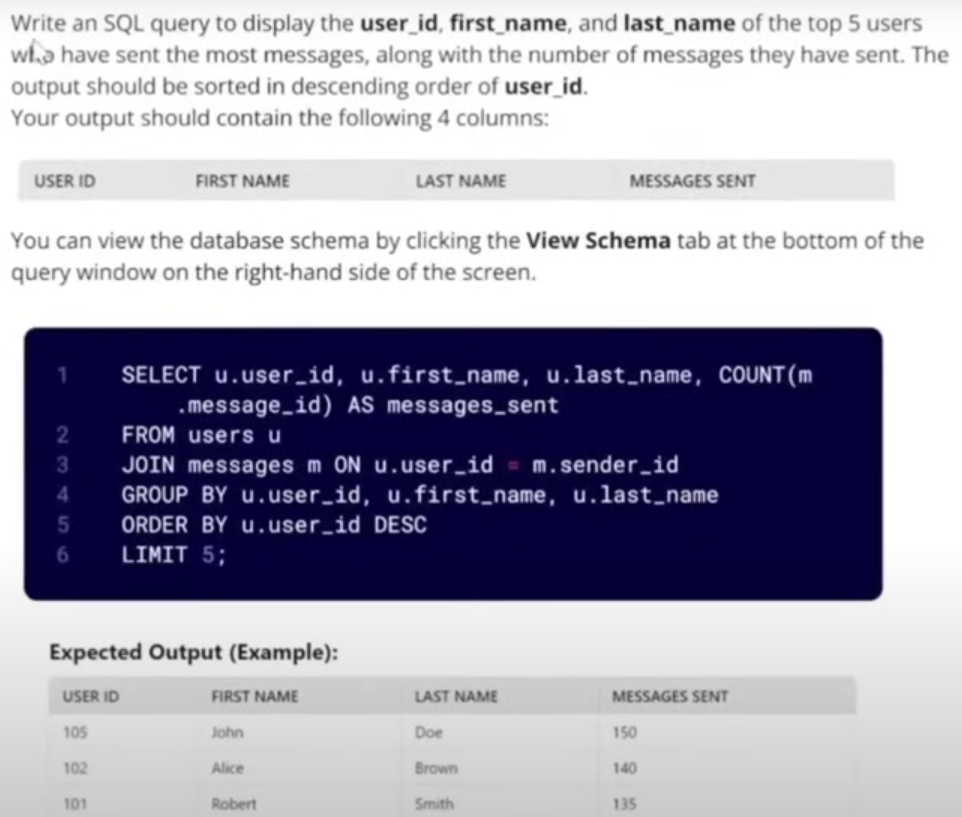 Write an SQL query to display the user_id, first_name, and last_name of the top 5 users
who have sent the most messages, along with the number of messages they have sent. The
output should be sorted in descending order of user_id.
Your output should contain the following 4 columns:
USER ID FIRST NAME LAST NAME MESSAGES SENT
You can view the database schema by clicking the View Schema tab at the bottom of the
query window on the right-hand side of the screen.
1 SELECT u.user_id, u.first_name, u.last_name, COUNT(m
.message_id) AS messages_sent
2 FROM users u
3 JOIN messages m ON u.user_id = m.sender_id
4 GROUP BY u.user_id, u.first_name, u.last_name
5 ORDER BY u.user_id DESC
6 LIMIT 5;
Expected Output (Example):
USER ID FIRST NAME LAST NAME MESSAGES SENT
105 John Doe 150
102 Alice Brown 140
101 Robert Smith 135